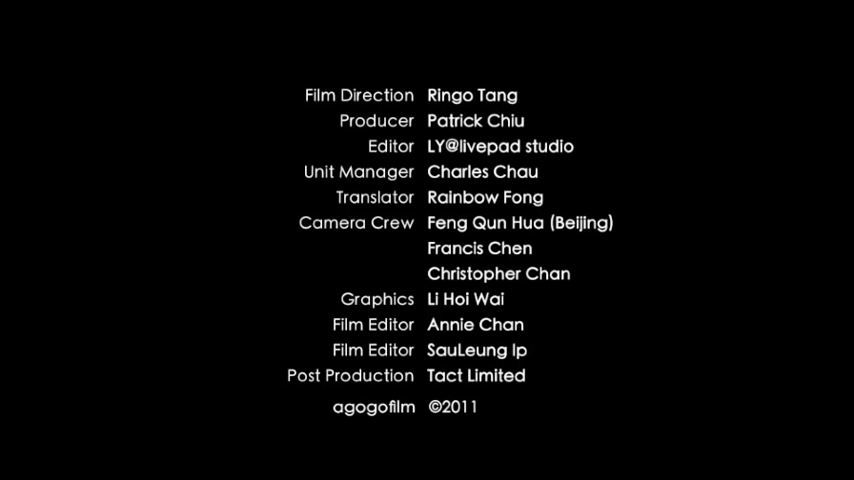 Film Direction Ringo Tang
Producer Patrick Chiu
Editor LY@livepad studio
Unit Manager Charles Chau
Translator Rainbow Fong
Camera Crew Feng Qun Hua (Beijing)
Francis Chen
Christopher Chan
Graphics Li Hoi Wai
Film Editor Annie Chan
Film Editor SauLeung Ip
Post Production Tact Limited
agogofilm ©2011